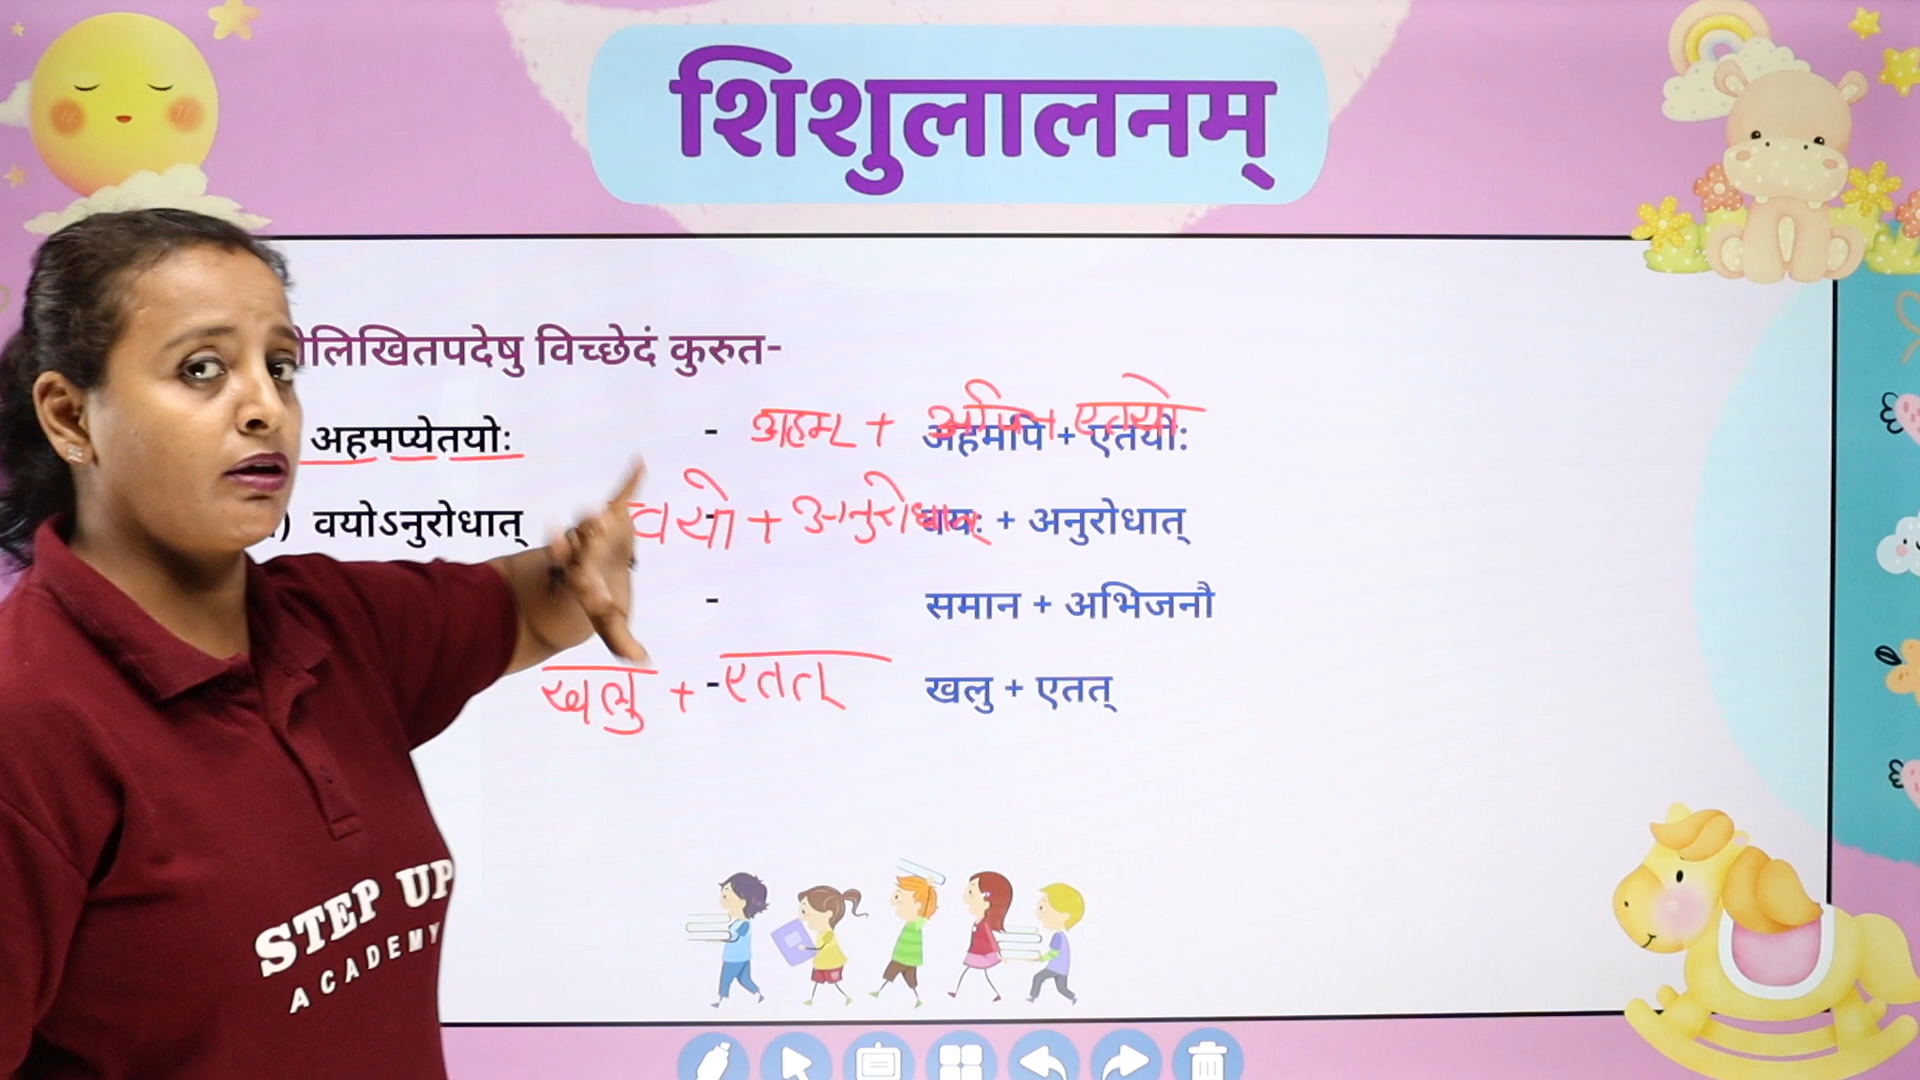 शिशुलालनम्
लिखितपदेषु विच्छेदं कुरुत-
अहमप्येतयोः - अहम् + अपि + एतयो अहमपि + एतयोः
) वयोऽनुरोधात् - वयो + अनुरोधात् वयः + अनुरोधात्
- समान + अभिजनौ
खलु + - एतत् खलु + एतत्
STEP UP
ACADEMY